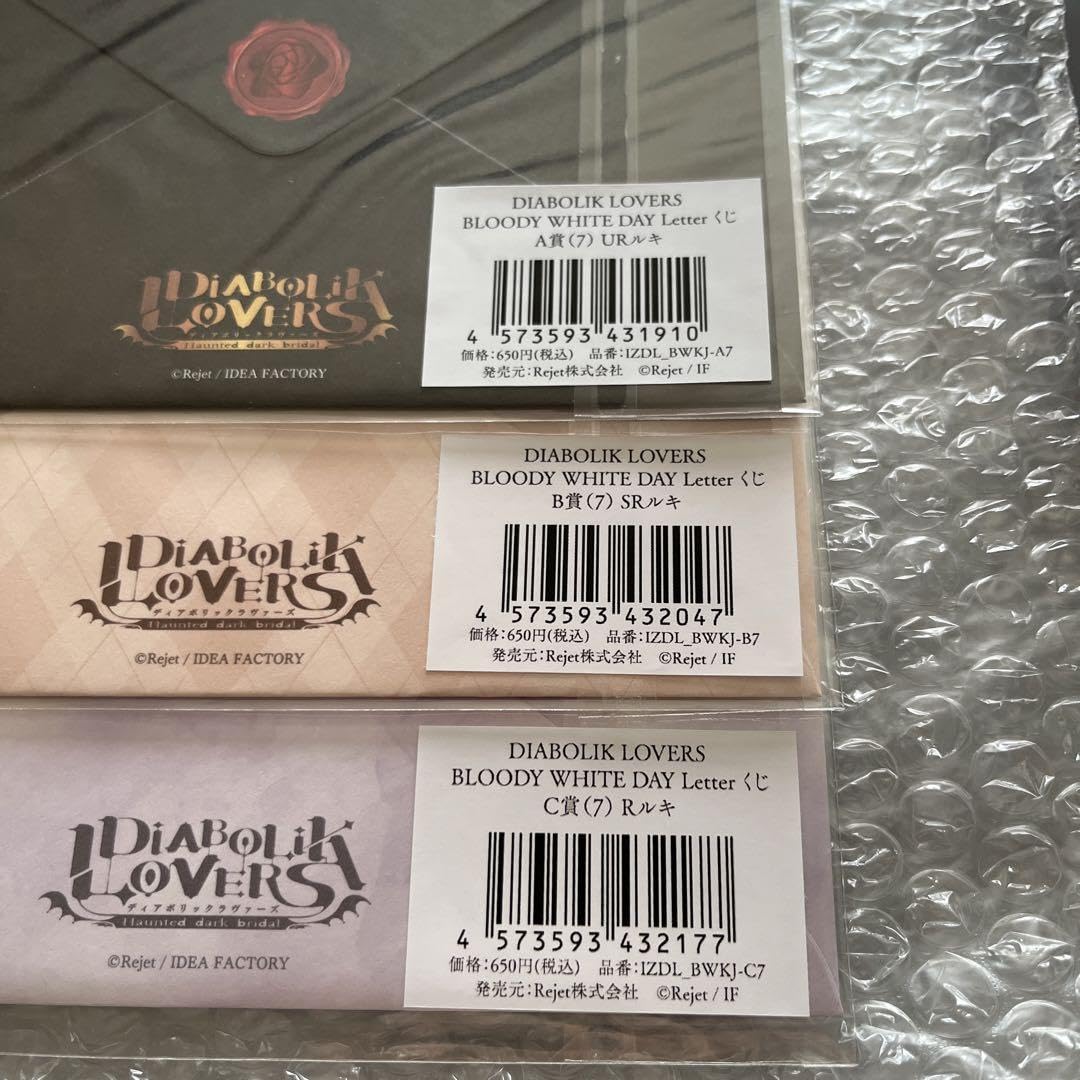 DIABOLIK LOVERS
BLOODY WHITE DAY Letter くじ
A賞(7) URルキ
4 573593 431910
価格:650円(税込) 品番:IZDL_BWKJ-A7
発売元:Rejet株式会社 ©Rejet / IF
DIABOLIK
LOVERS
ディアボリックラヴァーズ
Haunted dark bridal
©Rejet / IDEA FACTORY
DIABOLIK LOVERS
BLOODY WHITE DAY Letter くじ
B賞(7) SRルキ
4 573593 432047
価格:650円(税込) 品番:IZDL_BWKJ-B7
発売元:Rejet株式会社 ©Rejet / IF
DIABOLIK
LOVERS
ディアボリックラヴァーズ
Haunted dark bridal
©Rejet / IDEA FACTORY
DIABOLIK LOVERS
BLOODY WHITE DAY Letter くじ
C賞(7) Rルキ
4 573593 432177
価格:650円(税込) 品番:IZDL_BWKJ-C7
発売元:Rejet株式会社 ©Rejet / IF
DIABOLIK
LOVERS
ディアボリックラヴァーズ
Haunted dark bridal
©Rejet / IDEA FACTORY